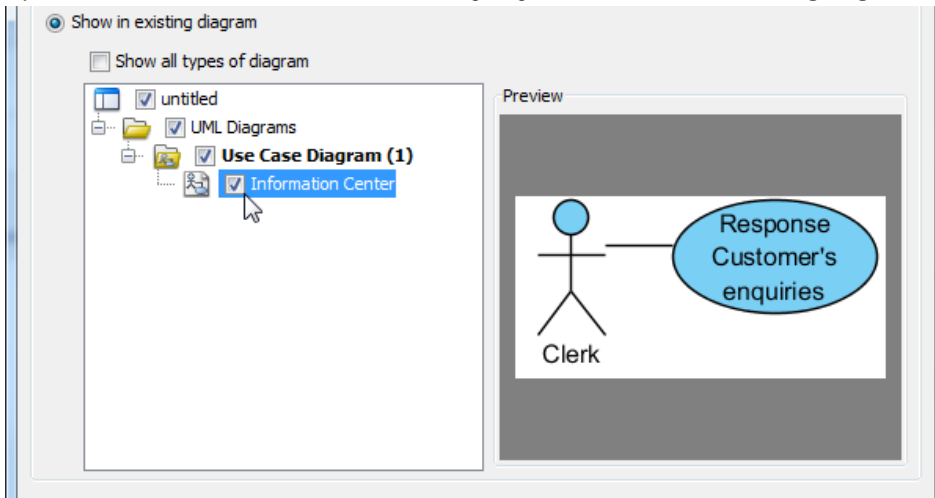 Show in existing diagram
Show all types of diagram
untitled
UML Diagrams
Use Case Diagram (1)
Information Center
Preview
Response
Customer's
enquiries
Clerk